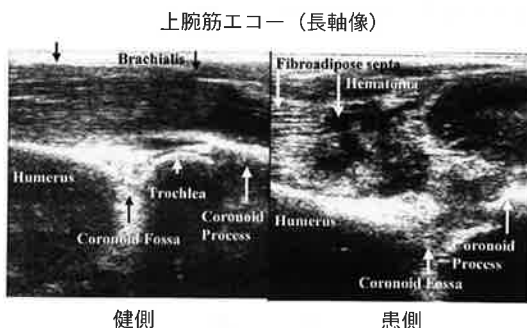 上腕筋エコー（長軸像）
Brachialis
Humerus
Trochlea
Coronoid
Process
Coronoid Fossa
Fibroadipose septa
Hematoma
Humerus
Coronoid
Process
Coronoid Fossa
健側
患側